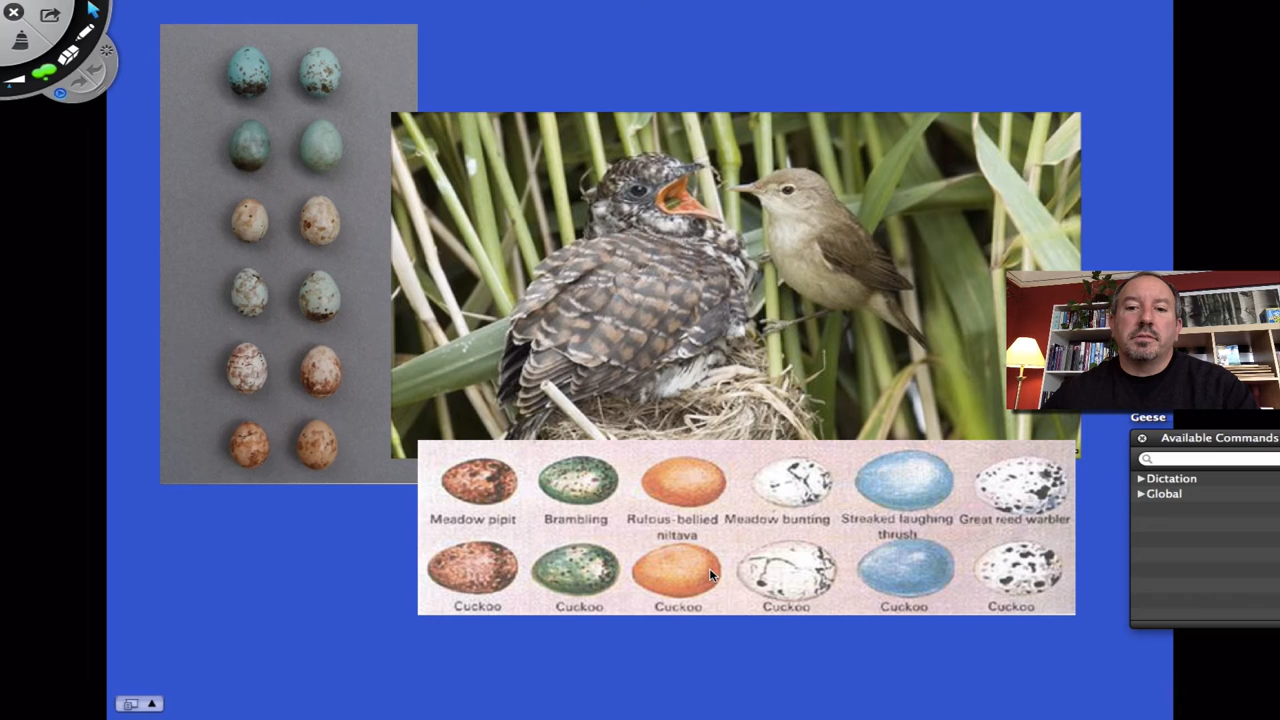 Geese
Available Commands
Dictation
Global
Meadow pipit Brambling Rufous-bellied Meadow bunting Streaked laughing Great reed warbler
niltava thrush
Cuckoo Cuckoo Cuckoo Cuckoo Cuckoo Cuckoo